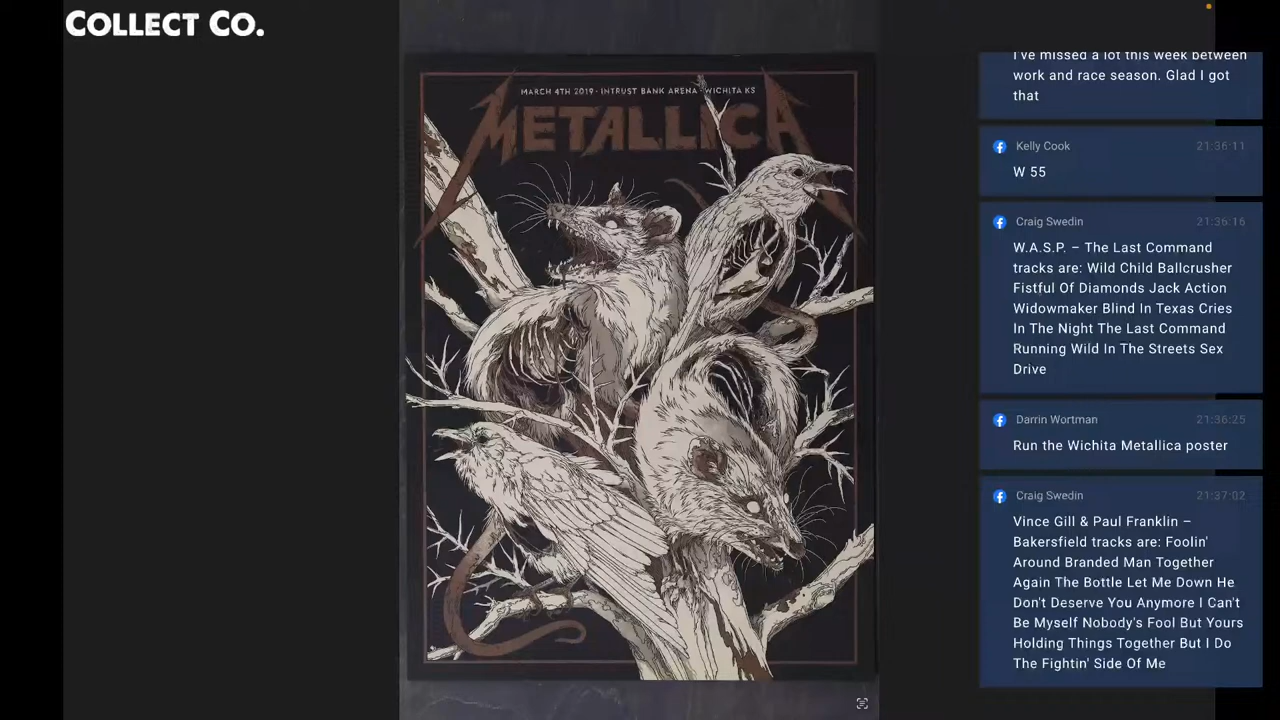 COLLECT CO.
MARCH 4TH 2019 · INTRUST BANK ARENA · WICHITA KS
METALLICA
I've missed a lot this week between
work and race season. Glad I got
that
Kelly Cook 21:36:11
W 55
Craig Swedin 21:36:16
W.A.S.P. – The Last Command
tracks are: Wild Child Ballcrusher
Fistful Of Diamonds Jack Action
Widowmaker Blind In Texas Cries
In The Night The Last Command
Running Wild In The Streets Sex
Drive
Darrin Wortman 21:36:25
Run the Wichita Metallica poster
Craig Swedin 21:37:02
Vince Gill & Paul Franklin –
Bakersfield tracks are: Foolin'
Around Branded Man Together
Again The Bottle Let Me Down He
Don't Deserve You Anymore I Can't
Be Myself Nobody's Fool But Yours
Holding Things Together But I Do
The Fightin' Side Of Me